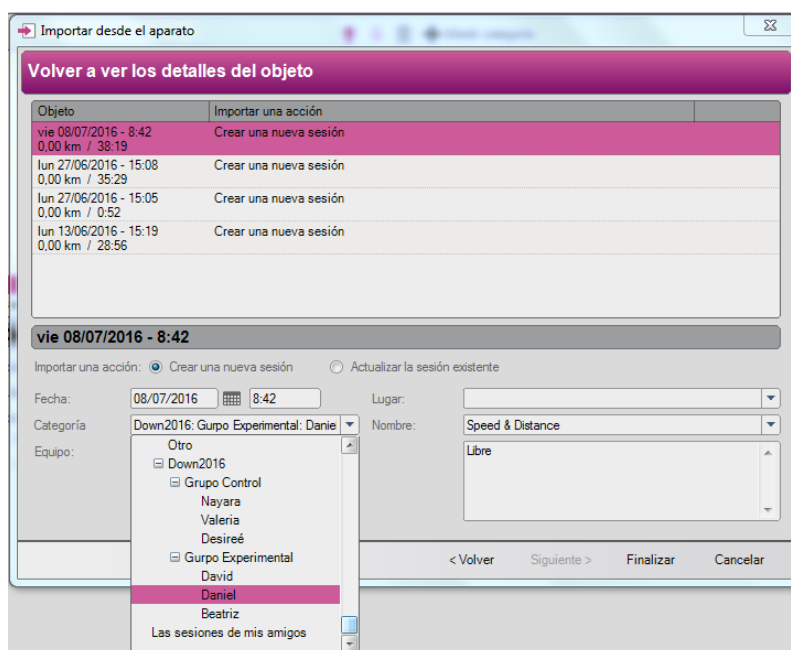 Importar desde el aparato
Volver a ver los detalles del objeto
Objeto Importar una acción
vie 08/07/2016 - 8:42 Crear una nueva sesión
0,00 km / 38:19
lun 27/06/2016 - 15:08 Crear una nueva sesión
0,00 km / 35:29
lun 27/06/2016 - 15:05 Crear una nueva sesión
0,00 km / 0:52
lun 13/06/2016 - 15:19 Crear una nueva sesión
0,00 km / 28:56
vie 08/07/2016 - 8:42
Importar una acción: Crear una nueva sesión Actualizar la sesión existente
Fecha: 08/07/2016 8:42 Lugar:
Categoría Down2016: Gurpo Experimental: Danie Nombre: Speed & Distance
Equipo: Otro Libre
Down2016
Grupo Control
Nayara
Valeria
Desireé
Gurpo Experimental
David
Daniel
Beatriz
Las sesiones de mis amigos
< Volver Siguiente > Finalizar Cancelar